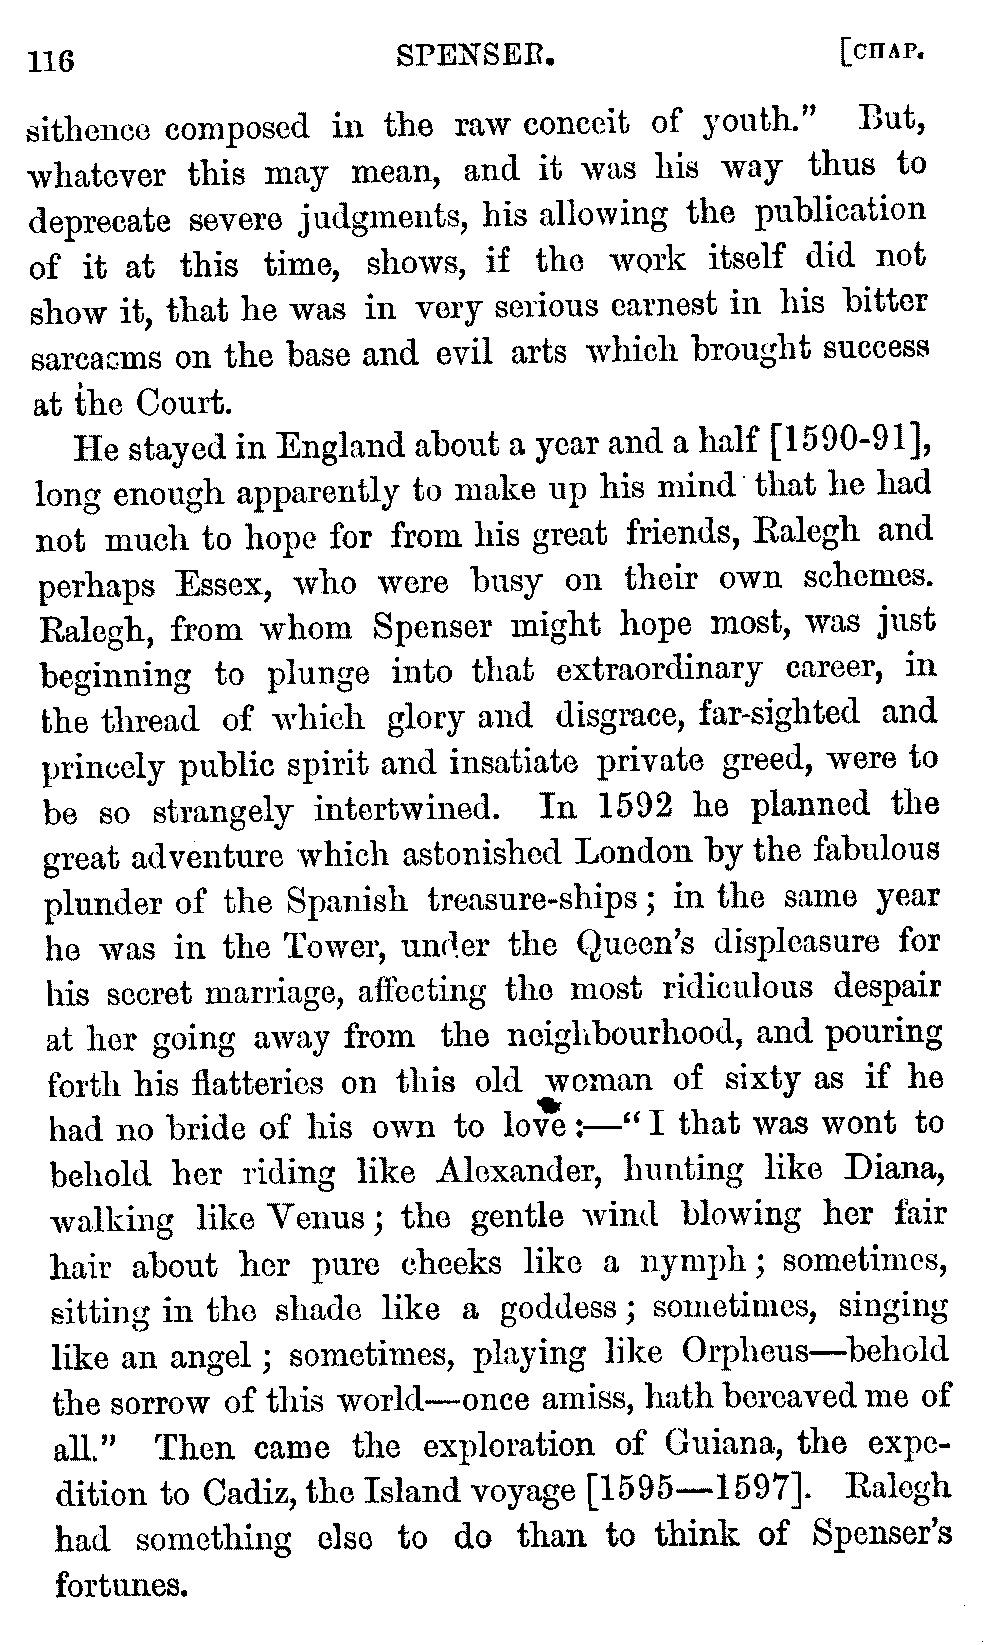 116 SPENSER. [CHAP.
sithence composed in the raw conceit of youth." But,
whatever this may mean, and it was his way thus to
deprecate severe judgments, his allowing the publication
of it at this time, shows, if the work itself did not
show it, that he was in very serious earnest in his bitter
sarcasms on the base and evil arts which brought success
at the Court.
He stayed in England about a year and a half [1590-91],
long enough apparently to make up his mind that he had
not much to hope for from his great friends, Ralegh and
perhaps Essex, who were busy on their own schemes.
Ralegh, from whom Spenser might hope most, was just
beginning to plunge into that extraordinary career, in
the thread of which glory and disgrace, far-sighted and
princely public spirit and insatiate private greed, were to
be so strangely intertwined. In 1592 he planned the
great adventure which astonished London by the fabulous
plunder of the Spanish treasure-ships; in the same year
he was in the Tower, under the Queen's displeasure for
his secret marriage, affecting the most ridiculous despair
at her going away from the neighbourhood, and pouring
forth his flatteries on this old woman of sixty as if he
had no bride of his own to love:—"I that was wont to
behold her riding like Alexander, hunting like Diana,
walking like Venus; the gentle wind blowing her fair
hair about her pure cheeks like a nymph; sometimes,
sitting in the shade like a goddess; sometimes, singing
like an angel; sometimes, playing like Orpheus—behold
the sorrow of this world—once amiss, hath bereaved me of
all." Then came the exploration of Guiana, the expe-
dition to Cadiz, the Island voyage [1595—1597]. Ralegh
had something else to do than to think of Spenser's
fortunes.